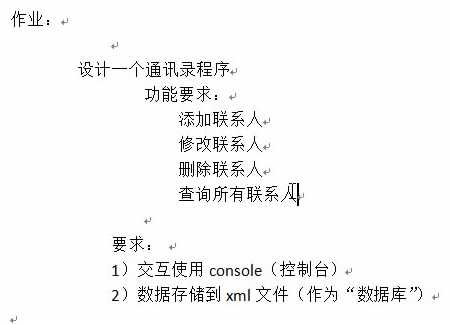 作业：
设计一个通讯录程序
功能要求：
添加联系人
修改联系人
删除联系人
查询所有联系人
要求：
1）交互使用 console（控制台）
2）数据存储到 xml 文件（作为“数据库”）